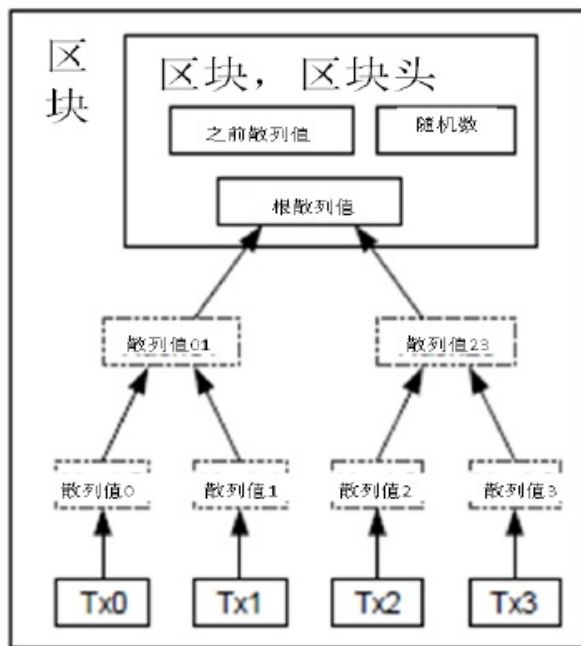 区
块
区块，区块头
之前散列值
随机数
根散列值
散列值01
散列值23
散列值0
散列值1
散列值2
散列值3
Tx0
Tx1
Tx2
Tx3